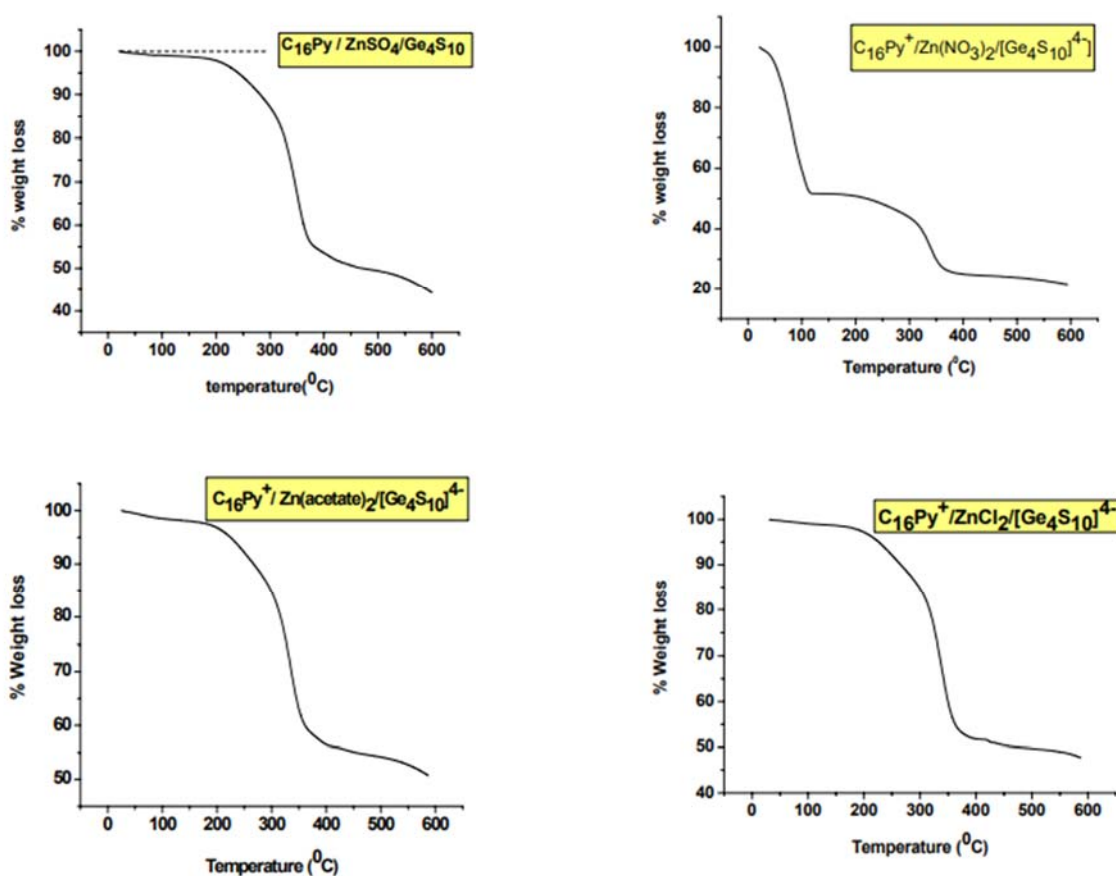 C16Py / ZnSO4/Ge4S10
100
90
80
70
60
50
40
% weight loss
0 100 200 300 400 500 600
temperature(0C)
C16Py+/Zn(NO3)2/[Ge4S10]4-]
100
80
60
40
20
% weight loss
0 100 200 300 400 500 600
Temperature (0C)
C16Py+/ Zn(acetate)2/[Ge4S10]4-
100
90
80
70
60
50
% Weight loss
0 100 200 300 400 500 600
Temperature (0C)
C16Py+/ZnCl2/[Ge4S10]4-
100
90
80
70
60
50
40
% Weight loss
0 100 200 300 400 500 600
Temperature (0C)